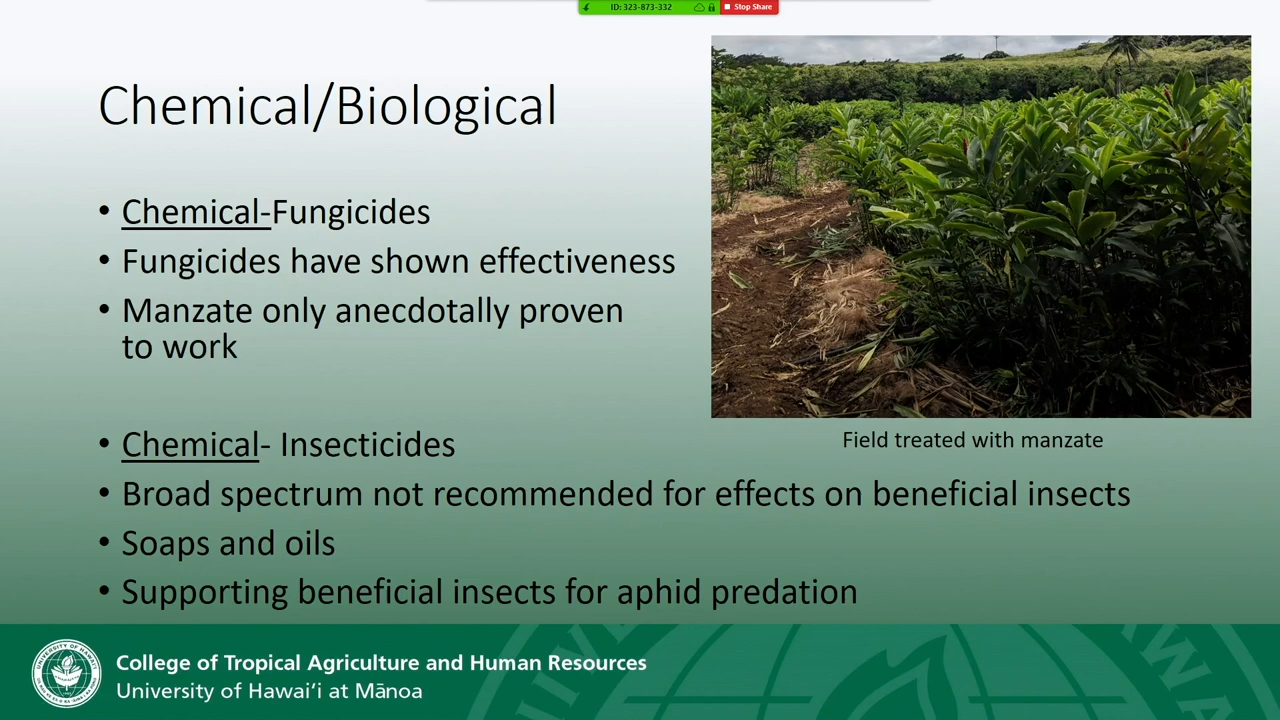 ID: 323-873-332
Stop Share
Chemical/Biological
• Chemical-Fungicides
• Fungicides have shown effectiveness
• Manzate only anecdotally proven
to work
Field treated with manzate
• Chemical- Insecticides
• Broad spectrum not recommended for effects on beneficial insects
• Soaps and oils
• Supporting beneficial insects for aphid predation
College of Tropical Agriculture and Human Resources
University of Hawaiʻi at Mānoa